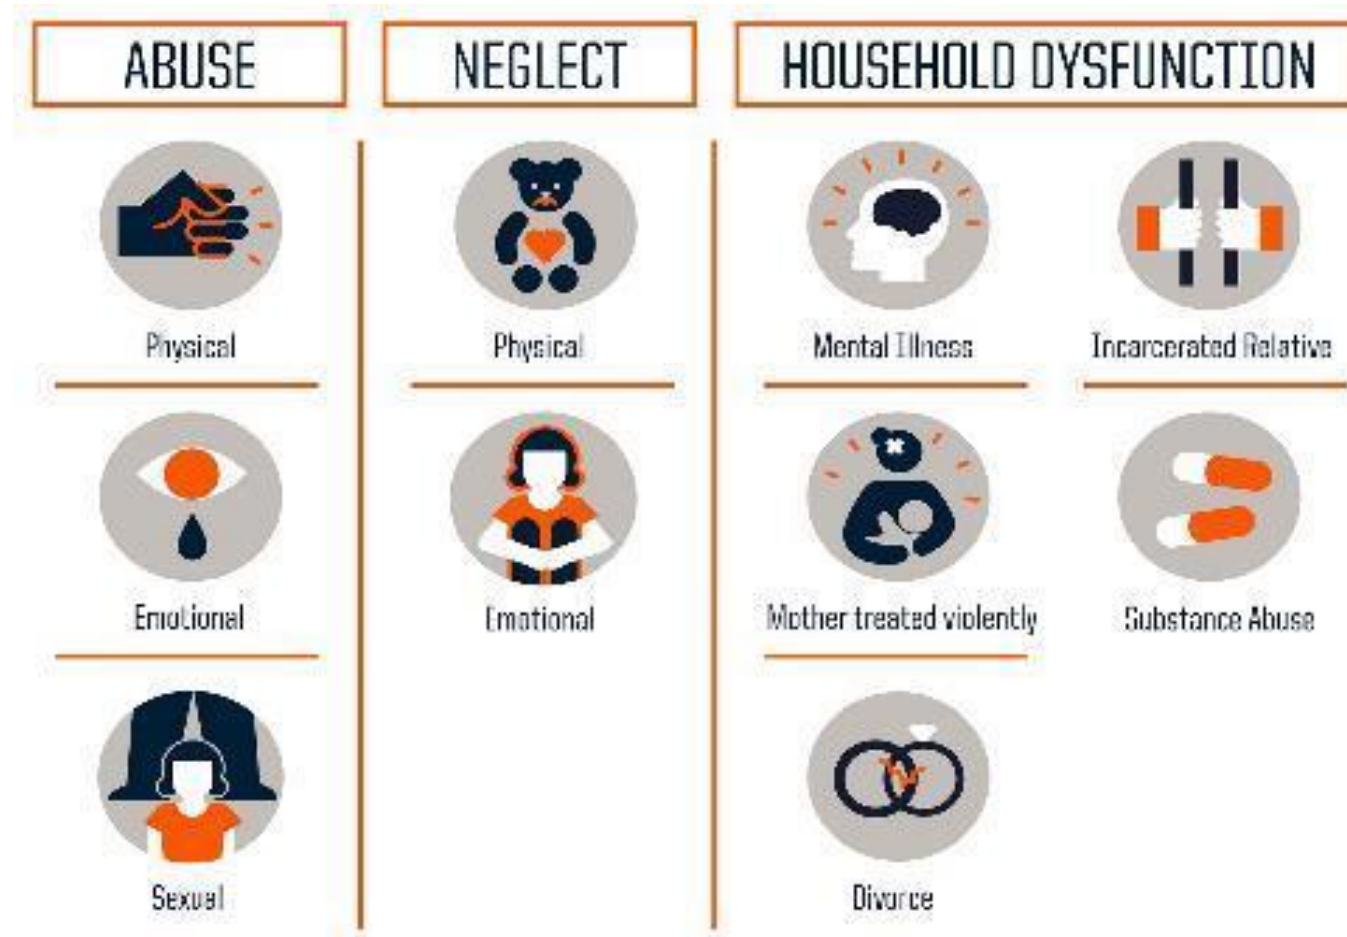 ABUSE
NEGLECT
HOUSEHOLD DYSFUNCTION
Physical
Physical
Mental Illness
Incarcerated Relative
Emotional
Emotional
Mother treated violently
Substance Abuse
Sexual
Divorce